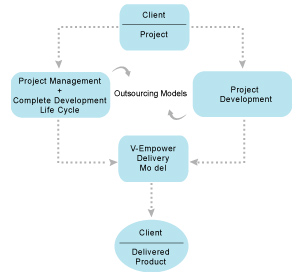 Client
Project
Project Management
+
Complete Development
Life Cycle
Outsourcing Models
Project
Development
V-Empower
Delivery
Mo del
Client
Delivered
Product